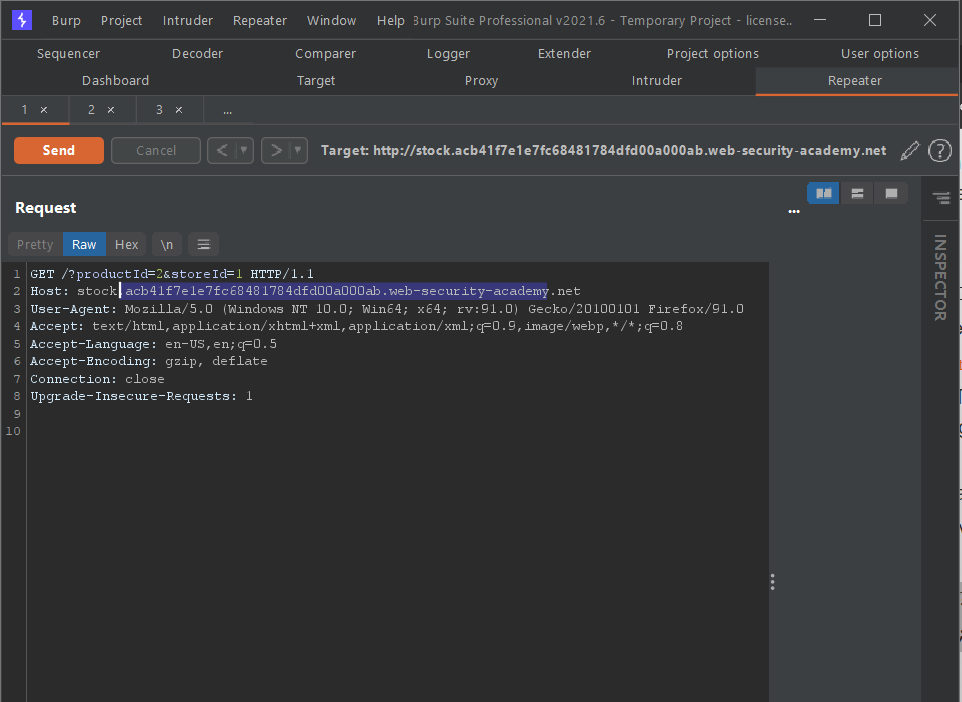 Burp Project Intruder Repeater Window Help Burp Suite Professional v2021.6 - Temporary Project - license..
Sequencer Decoder Comparer Logger Extender Project options User options
Dashboard Target Proxy Intruder Repeater
1 × 2 × 3 × ...
Send Cancel < > Target: http://stock.acb41f7e1e7fc68481784dfd00a000ab.web-security-academy.net ?
Request
...
Pretty Raw Hex \n
INSPECTOR
1 GET /?productId=2&storeId=1 HTTP/1.1
2 Host: stock.acb41f7e1e7fc68481784dfd00a000ab.web-security-academy.net
3 User-Agent: Mozilla/5.0 (Windows NT 10.0; Win64; x64; rv:91.0) Gecko/20100101 Firefox/91.0
4 Accept: text/html,application/xhtml+xml,application/xml;q=0.9,image/webp,*/*;q=0.8
5 Accept-Language: en-US,en;q=0.5
6 Accept-Encoding: gzip, deflate
7 Connection: close
8 Upgrade-Insecure-Requests: 1
9
10